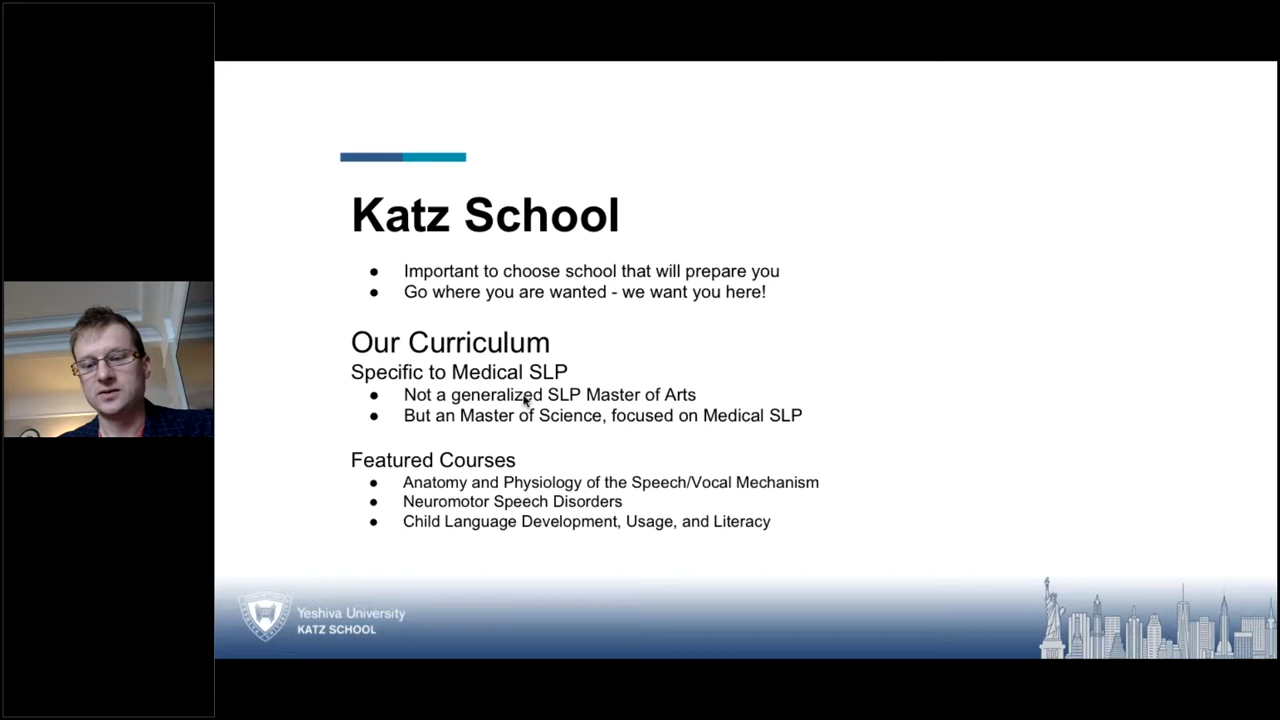 Katz School
● Important to choose school that will prepare you
● Go where you are wanted - we want you here!
Our Curriculum
Specific to Medical SLP
● Not a generalized SLP Master of Arts
● But an Master of Science, focused on Medical SLP
Featured Courses
● Anatomy and Physiology of the Speech/Vocal Mechanism
● Neuromotor Speech Disorders
● Child Language Development, Usage, and Literacy
Yeshiva University
KATZ SCHOOL